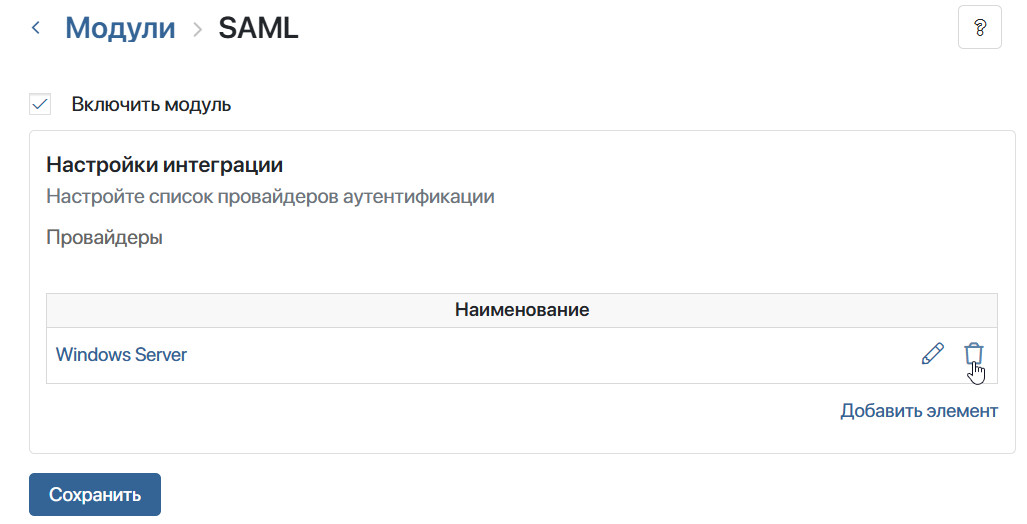 Модули > SAML
?
Включить модуль
Настройки интеграции
Настройте список провайдеров аутентификации
Провайдеры
Наименование
Windows Server
Добавить элемент
Сохранить